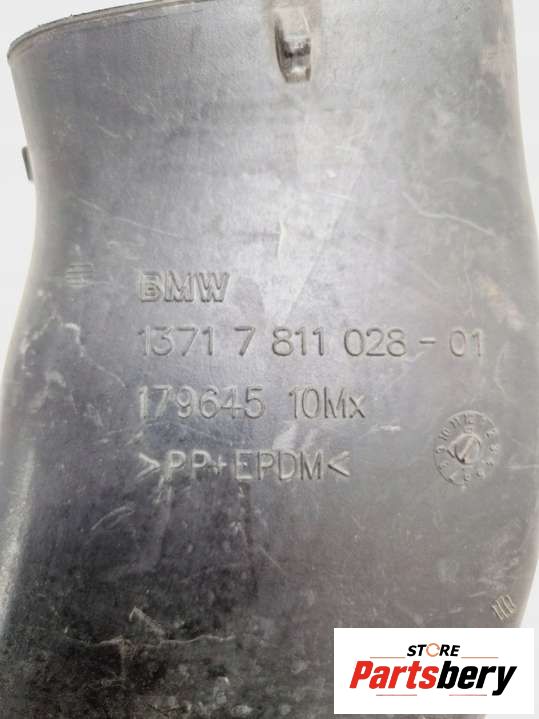 BMW
1371 7 811 028 - 01
179645 10Mx
>PP+EPDM<
STORE
Partsbery